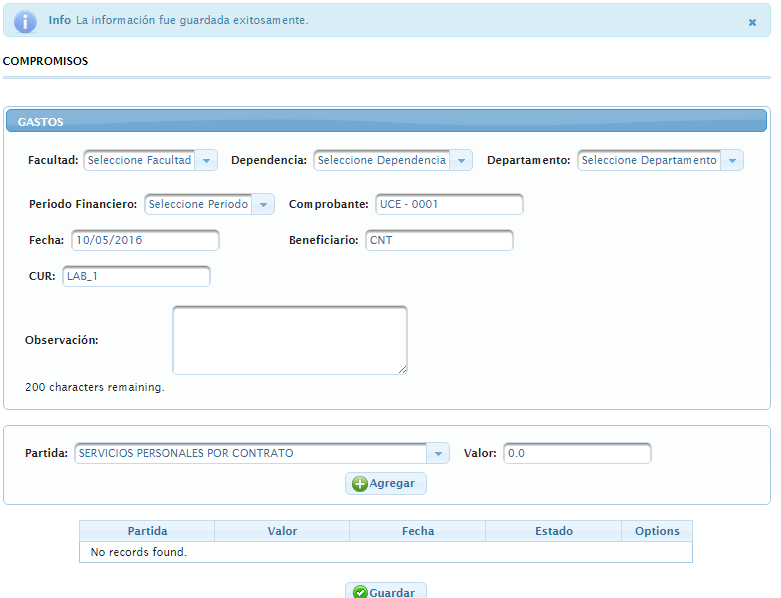 Info La información fue guardada exitosamente.
COMPROMISOS
GASTOS
Facultad: Seleccione Facultad Dependencia: Seleccione Dependencia Departamento: Seleccione Departamento
Periodo Financiero: Seleccione Periodo Comprobante: UCE - 0001
Fecha: 10/05/2016 Beneficiario: CNT
CUR: LAB_1
Observación:
200 characters remaining.
Partida: SERVICIOS PERSONALES POR CONTRATO Valor: 0.0
Agregar
Partida Valor Fecha Estado Options
No records found.
Guardar